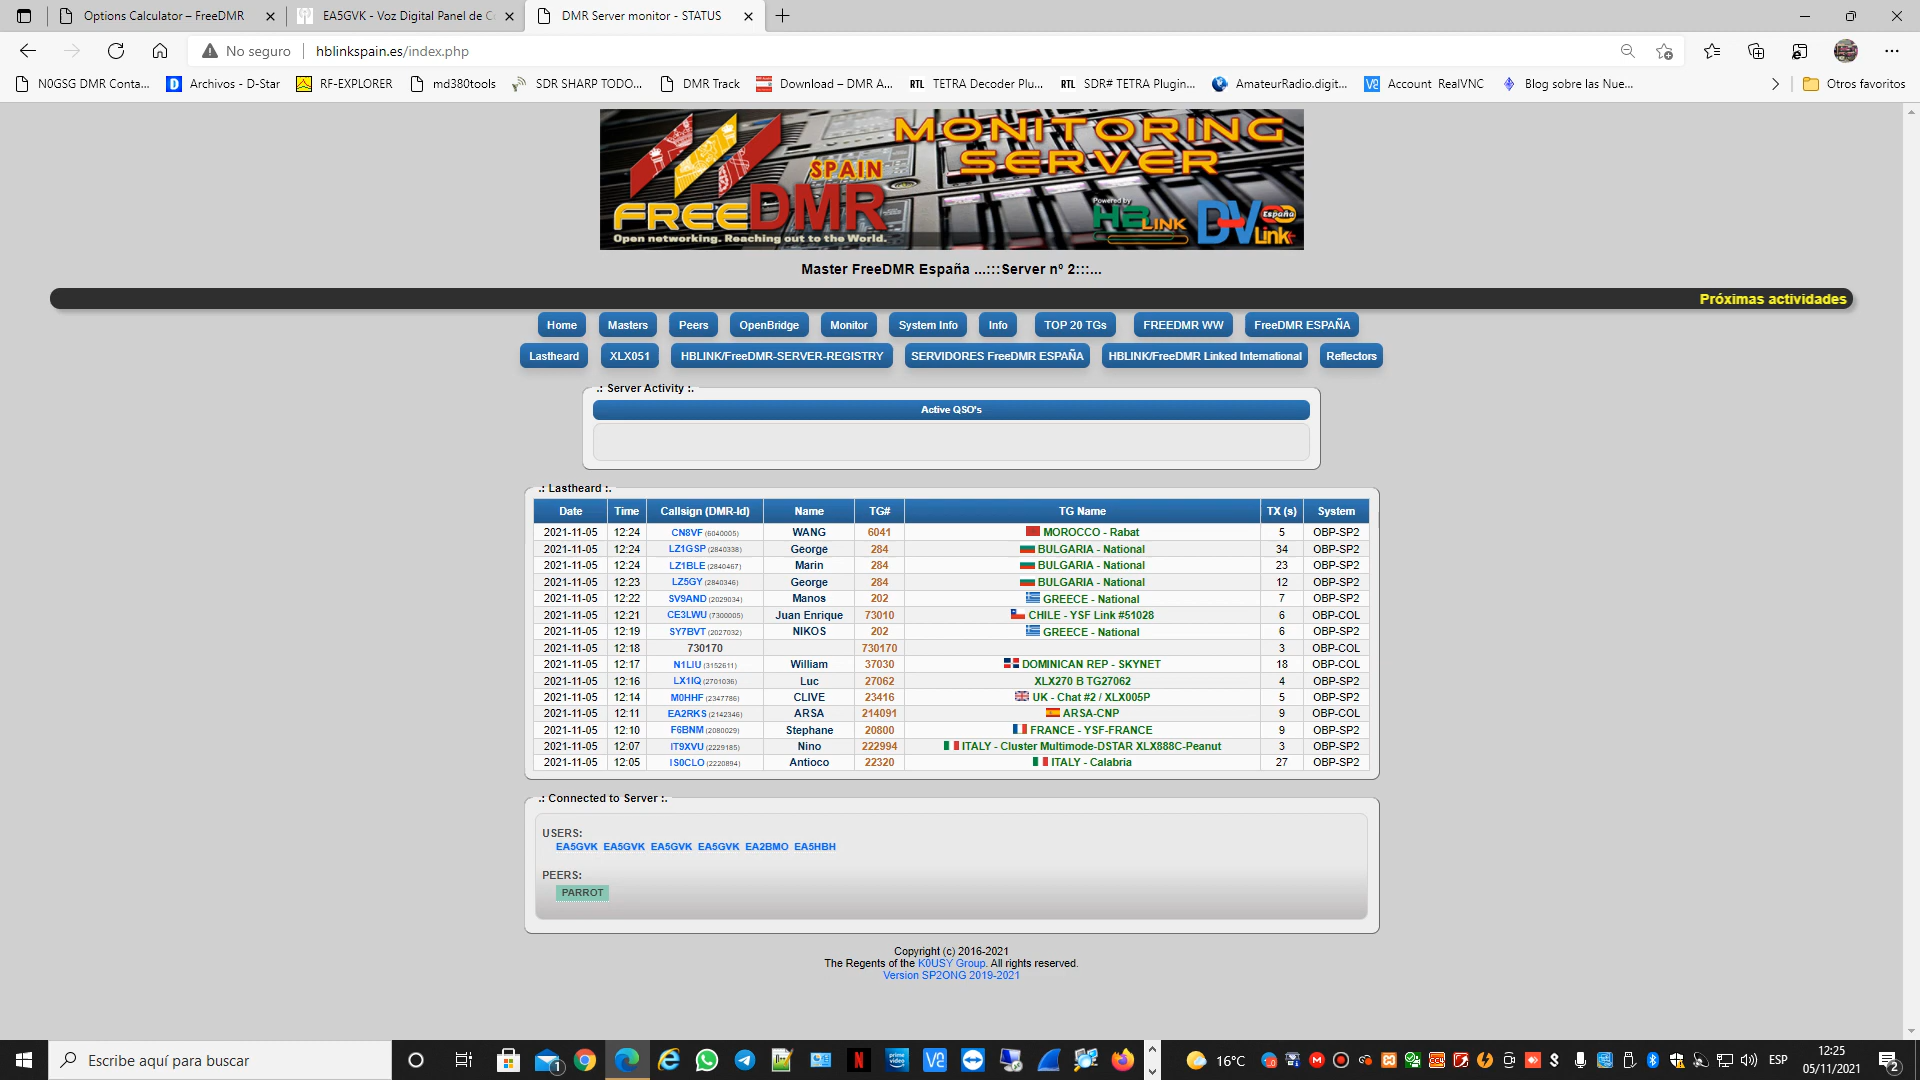 Options Calculator – FreeDMR
EA5GVK - Voz Digital Panel de C
DMR Server monitor - STATUS
No seguro
hblinkspain.es/index.php
N0GSG DMR Conta...
Archivos - D-Star
RF-EXPLORER
md380tools
SDR SHARP TODO...
DMR Track
Download – DMR A...
TETRA Decoder Plu...
SDR# TETRA Plugin...
AmateurRadio.digit...
Account RealVNC
Blog sobre las Nue...
Otros favoritos
MONITORING
SERVER
SPAIN
FREEDMR
Open networking. Reaching out to the World.
Powered by
HBLINK
DVLink
España
Master FreeDMR España ...:::Server nº 2:::...
Próximas actividades
Home Masters Peers OpenBridge Monitor System Info Info TOP 20 TGs FREEDMR WW FreeDMR ESPAÑA
Lastheard XLX051 HBLINK/FreeDMR-SERVER-REGISTRY SERVIDORES FreeDMR ESPAÑA HBLINK/FreeDMR Linked International Reflectors
.: Server Activity :.
Active QSO's
.: Lastheard :.
Date Time Callsign (DMR-Id) Name TG# TG Name TX (s) System
2021-11-05 12:24 CN8VF (6040005) WANG 6041 MOROCCO - Rabat 5 OBP-SP2
2021-11-05 12:24 LZ1GSP (2840338) George 284 BULGARIA - National 34 OBP-SP2
2021-11-05 12:24 LZ1BLE (2840467) Marin 284 BULGARIA - National 23 OBP-SP2
2021-11-05 12:23 LZ5GY (2840346) George 284 BULGARIA - National 12 OBP-SP2
2021-11-05 12:22 SV9AND (2029034) Manos 202 GREECE - National 7 OBP-SP2
2021-11-05 12:21 CE3LWU (7300005) Juan Enrique 73010 CHILE - YSF Link #51028 6 OBP-COL
2021-11-05 12:19 SY7BVT (2027032) NIKOS 202 GREECE - National 6 OBP-SP2
2021-11-05 12:18 730170 730170 3 OBP-COL
2021-11-05 12:17 N1LIU (3152611) William 37030 DOMINICAN REP - SKYNET 18 OBP-COL
2021-11-05 12:16 LX1IQ (2701036) Luc 27062 XLX270 B TG27062 4 OBP-SP2
2021-11-05 12:14 M0HHF (2347786) CLIVE 23416 UK - Chat #2 / XLX005P 5 OBP-SP2
2021-11-05 12:11 EA2RKS (2142346) ARSA 214091 ARSA-CNP 9 OBP-COL
2021-11-05 12:10 F6BNM (2080029) Stephane 20800 FRANCE - YSF-FRANCE 9 OBP-SP2
2021-11-05 12:07 IT9XVU (2229185) Nino 222994 ITALY - Cluster Multimode-DSTAR XLX888C-Peanut 3 OBP-SP2
2021-11-05 12:05 IS0CLO (2220894) Antioco 22320 ITALY - Calabria 27 OBP-SP2
.: Connected to Server :.
USERS:
EA5GVK EA5GVK EA5GVK EA5GVK EA2BMO EA5HBH
PEERS:
PARROT
Copyright (c) 2016-2021
The Regents of the K0USY Group. All rights reserved.
Version SP2ONG 2019-2021
Escribe aquí para buscar
16°C
ESP
12:25
05/11/2021